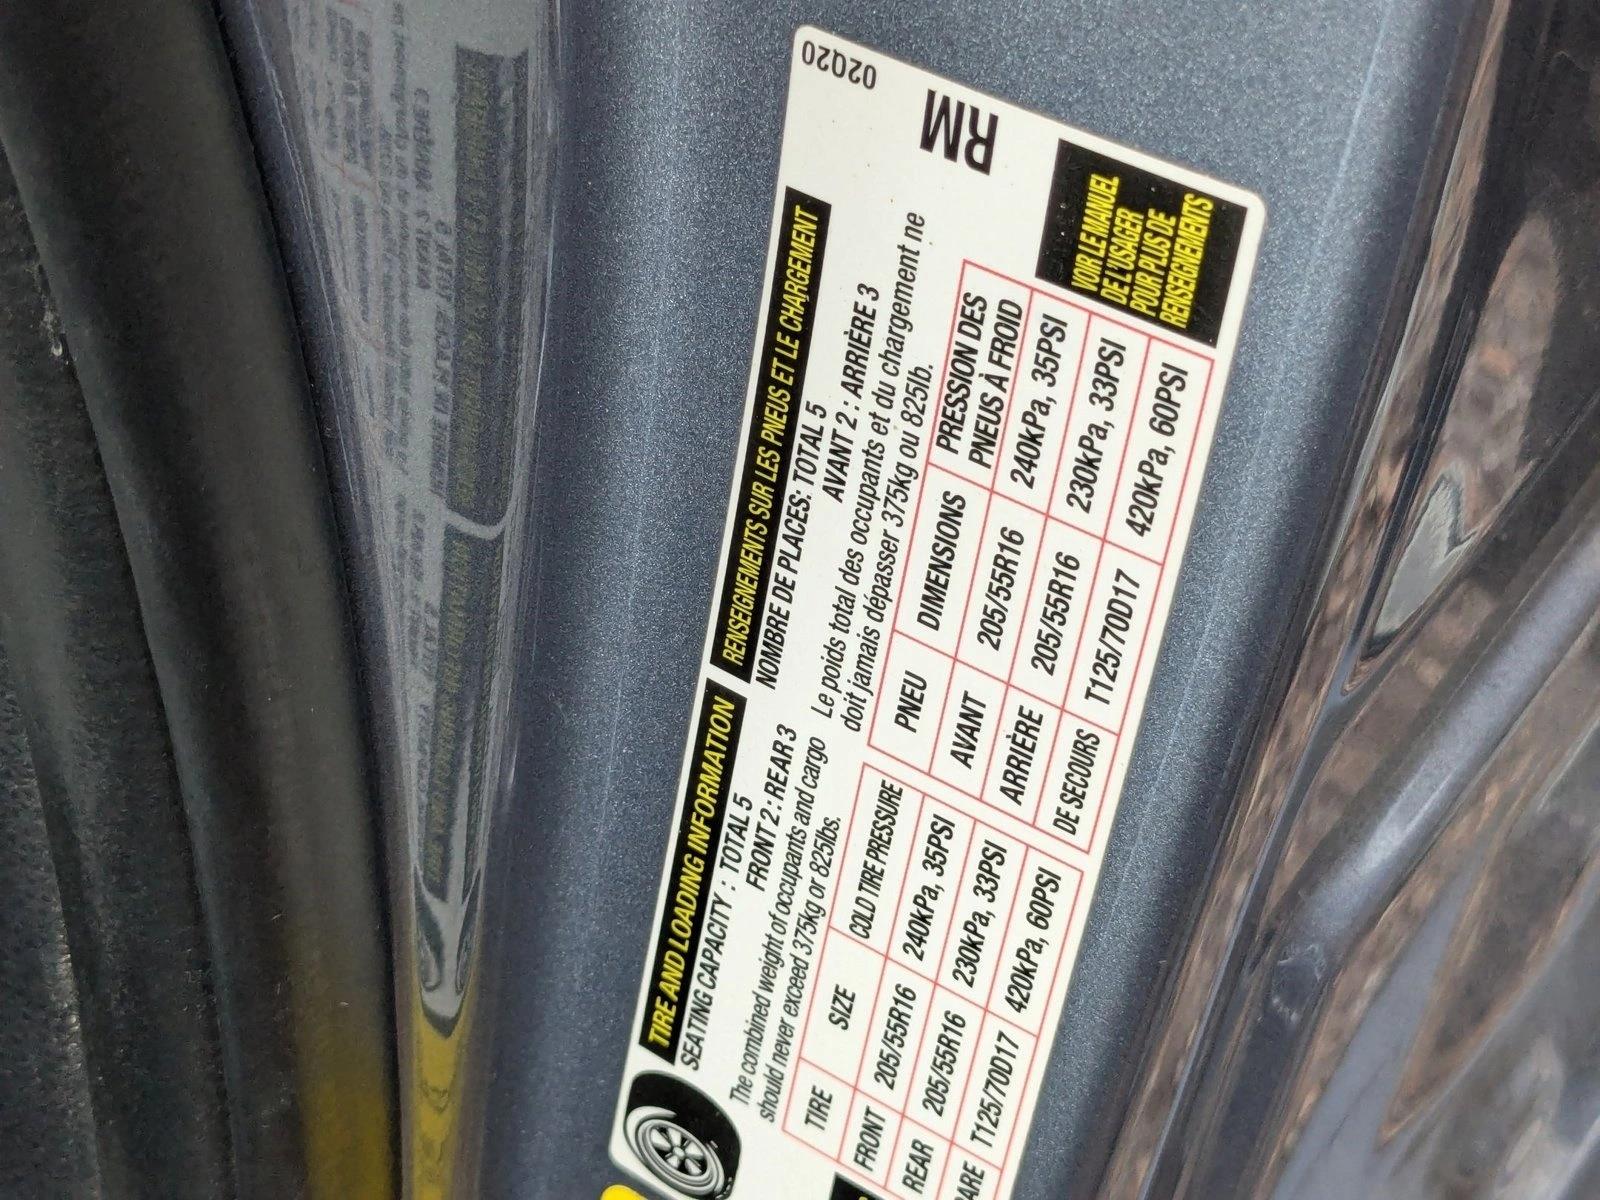 02Q20
RM
TIRE AND LOADING INFORMATION
SEATING CAPACITY : TOTAL 5
FRONT 2 : REAR 3
The combined weight of occupants and cargo
should never exceed 375kg or 825lbs.
TIRE SIZE COLD TIRE PRESSURE
FRONT 205/55R16 240kPa, 35PSI
REAR 205/55R16 230kPa, 33PSI
ARE T125/70D17 420kPa, 60PSI
RENSEIGNEMENTS SUR LES PNEUS ET LE CHARGEMENT
NOMBRE DE PLACES: TOTAL 5
AVANT 2 : ARRIÈRE 3
Le poids total des occupants et du chargement ne
doit jamais dépasser 375kg ou 825lb.
PNEU DIMENSIONS PRESSION DES
PNEUS À FROID
AVANT 205/55R16 240kPa, 35PSI
ARRIÈRE 205/55R16 230kPa, 33PSI
DE SECOURS T125/70D17 420kPa, 60PSI
VOIR LE MANUEL
DE L'USAGER
POUR PLUS DE
RENSEIGNEMENTS